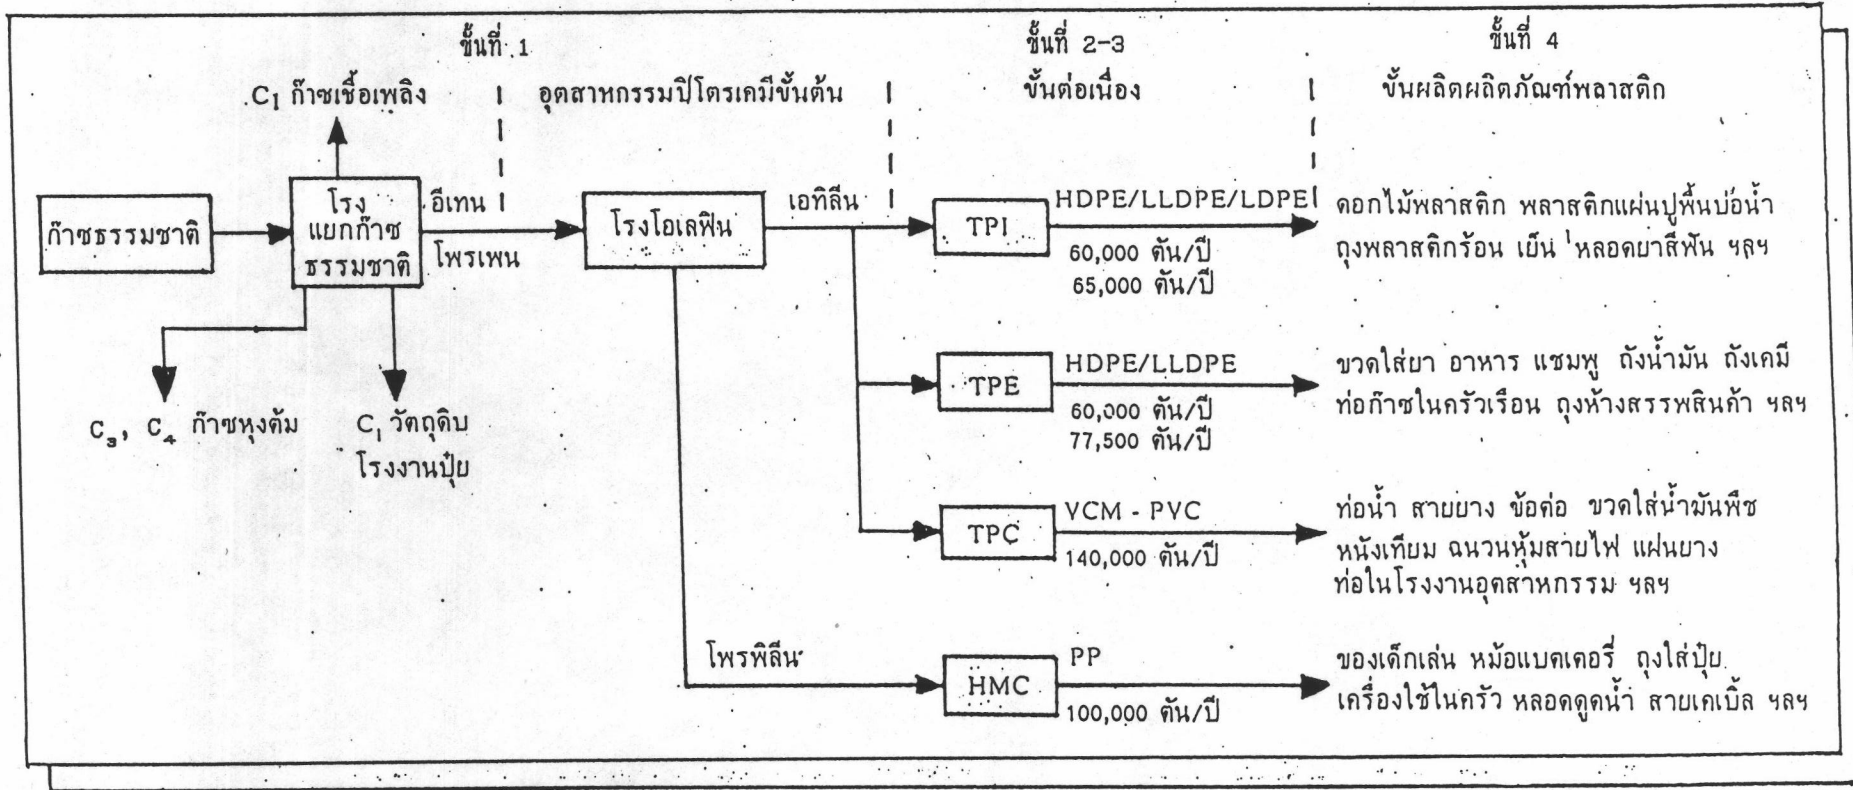 ขั้นที่ 1
ขั้นที่ 2-3
ขั้นที่ 4
C₁ ก๊าซเชื้อเพลิง
อุตสาหกรรมปิโตรเคมีขั้นต้น
ขั้นต่อเนื่อง
ขั้นผลิตผลิตภัณฑ์พลาสติก
ก๊าซธรรมชาติ
โรง
แยกก๊าซ
ธรรมชาติ
อีเทน
โพรเพน
โรงโอเลฟิน
เอทิลีน
TPI
HDPE/LLDPE/LDPE
60,000 ตัน/ปี
65,000 ตัน/ปี
ดอกไม้พลาสติก พลาสติกแผ่นปูพื้นบ่อน้ำ
ถุงพลาสติกร้อน เย็น หลอดยาสีฟัน ฯลฯ
C₃, C₄ ก๊าซหุงต้ม
C₁ วัตถุดิบ
โรงงานปุ๋ย
TPE
HDPE/LLDPE
60,000 ตัน/ปี
77,500 ตัน/ปี
ขวดใส่ยา อาหาร แชมพู ถังน้ำมัน ถังเคมี
ท่อก๊าซในครัวเรือน ถุงห้างสรรพสินค้า ฯลฯ
TPC
VCM - PVC
140,000 ตัน/ปี
ท่อน้ำ สายยาง ข้อต่อ ขวดใส่น้ำมันพืช
หนังเทียม ฉนวนหุ้มสายไฟ แผ่นยาง
ท่อในโรงงานอุตสาหกรรม ฯลฯ
โพรพิลีน
HMC
PP
100,000 ตัน/ปี
ของเด็กเล่น หม้อแบตเตอรี่ ถุงใส่ปุ๋ย
เครื่องใช้ในครัว หลอดดูดน้ำ สายเคเบิ้ล ฯลฯ